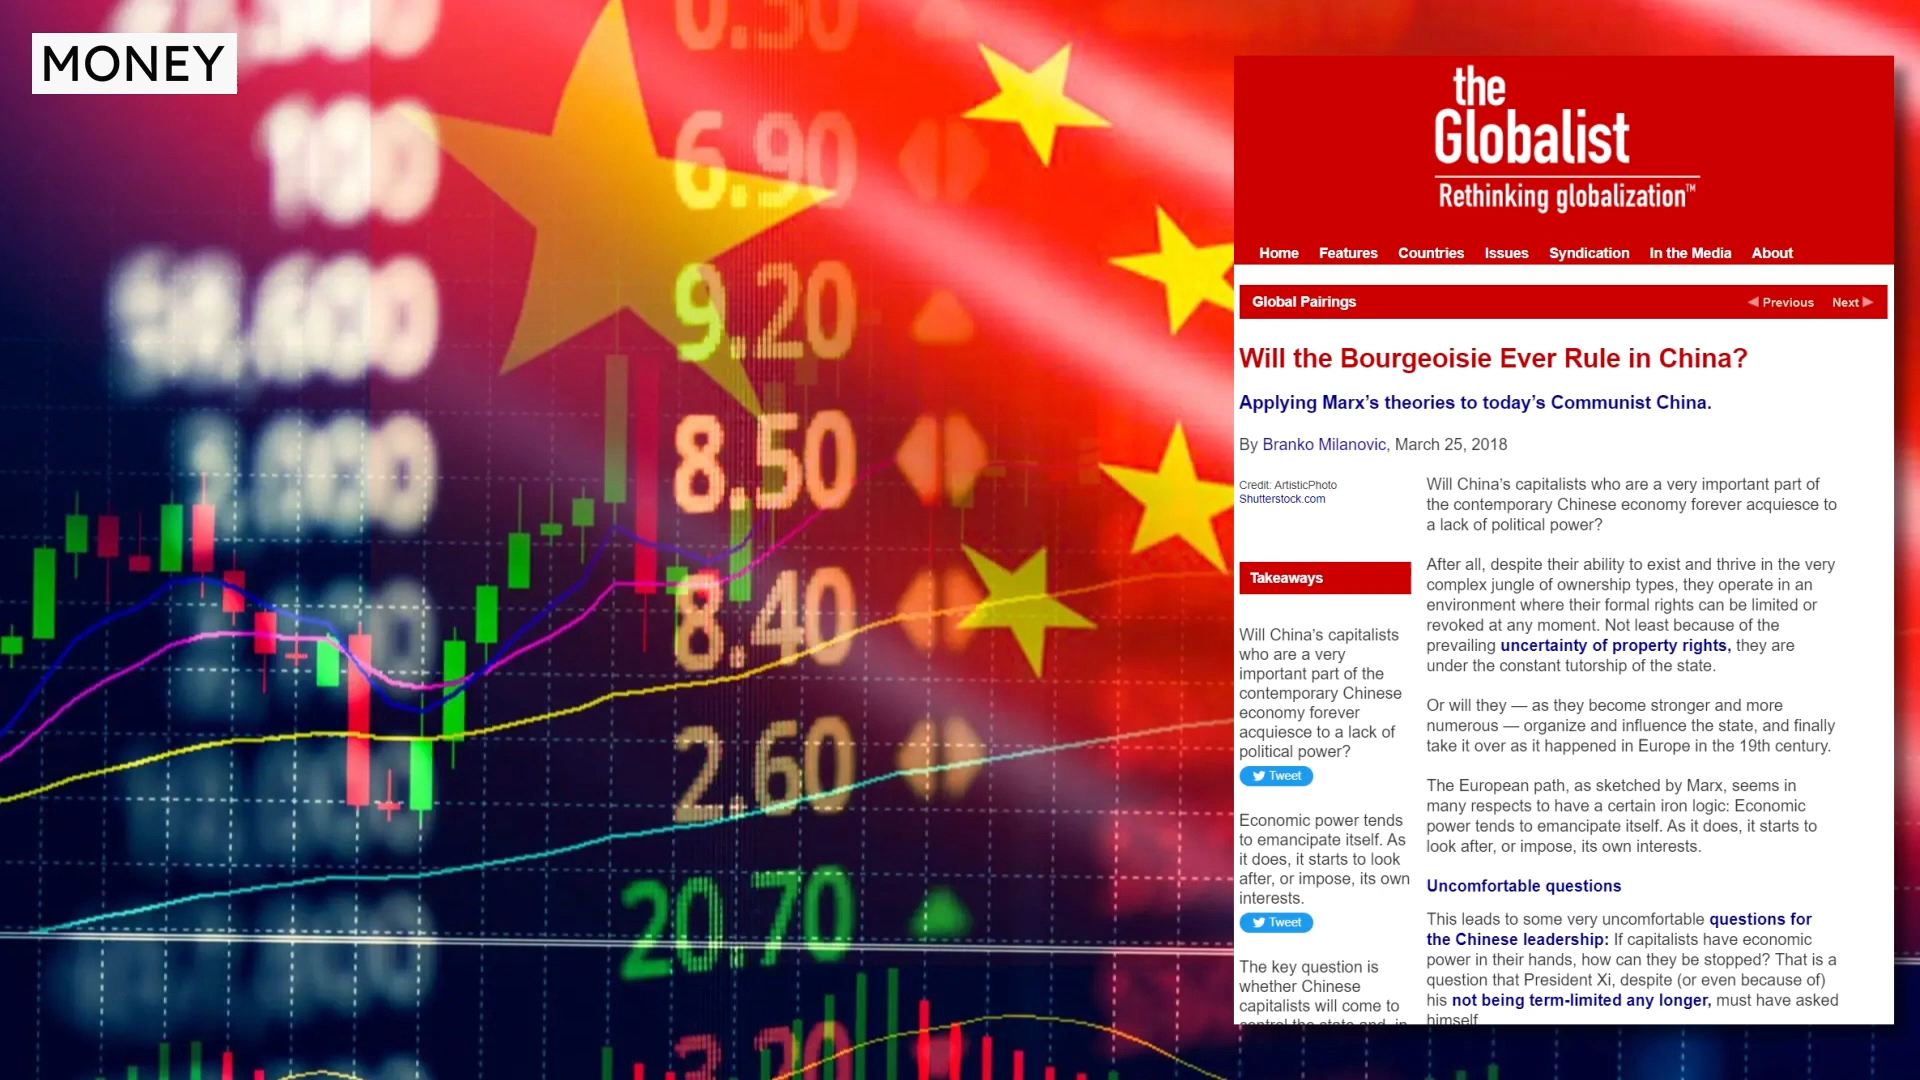 MONEY
0.30
100
6.90
9.20
8.50
8.40
2.60
20.70
3.20
the
Globalist
Rethinking globalization™
Home Features Countries Issues Syndication In the Media About
Global Pairings
Previous Next
Will the Bourgeoisie Ever Rule in China?
Applying Marx’s theories to today’s Communist China.
By Branko Milanovic, March 25, 2018
Credit: ArtisticPhoto
Shutterstock.com
Takeaways
Will China’s capitalists
who are a very
important part of the
contemporary Chinese
economy forever
acquiesce to a lack of
political power?
Tweet
Economic power tends
to emancipate itself. As
it does, it starts to look
after, or impose, its own
interests.
Tweet
The key question is
whether Chinese
capitalists will come to
control the state and, in
Will China’s capitalists who are a very important part of
the contemporary Chinese economy forever acquiesce to
a lack of political power?
After all, despite their ability to exist and thrive in the very
complex jungle of ownership types, they operate in an
environment where their formal rights can be limited or
revoked at any moment. Not least because of the
prevailing uncertainty of property rights, they are
under the constant tutorship of the state.
Or will they — as they become stronger and more
numerous — organize and influence the state, and finally
take it over as it happened in Europe in the 19th century.
The European path, as sketched by Marx, seems in
many respects to have a certain iron logic: Economic
power tends to emancipate itself. As it does, it starts to
look after, or impose, its own interests.
Uncomfortable questions
This leads to some very uncomfortable questions for
the Chinese leadership: If capitalists have economic
power in their hands, how can they be stopped? That is a
question that President Xi, despite (or even because of)
his not being term-limited any longer, must have asked
himself